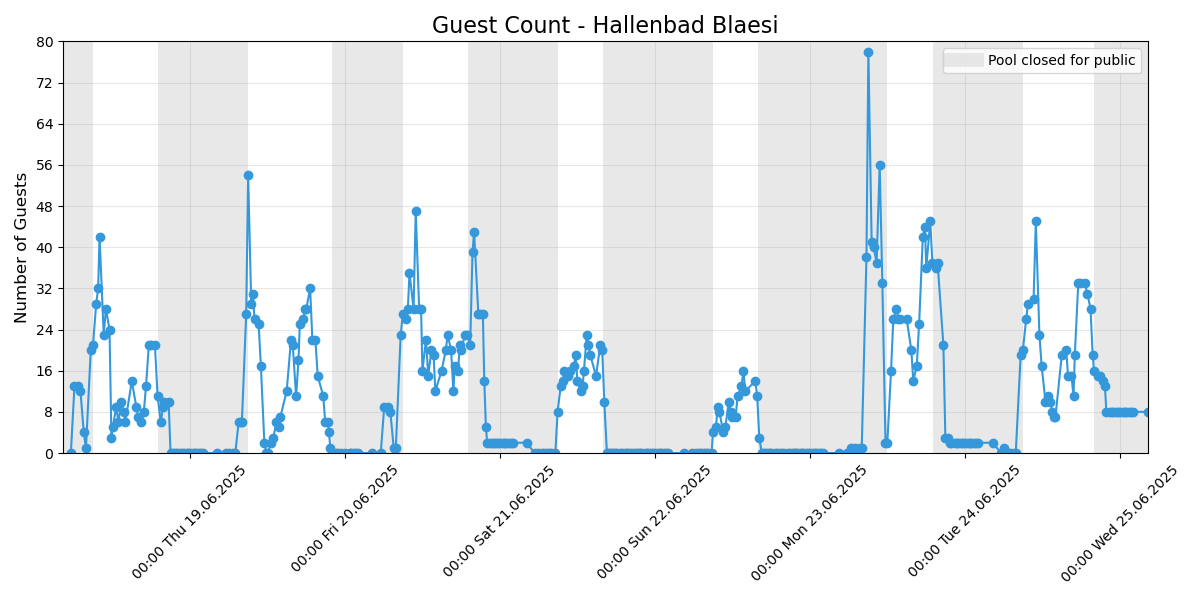 Guest Count - Hallenbad Blaesi
Number of Guests
80
72
64
56
48
40
32
24
16
8
0
Pool closed for public
00:00 Thu 19.06.2025
00:00 Fri 20.06.2025
00:00 Sat 21.06.2025
00:00 Sun 22.06.2025
00:00 Mon 23.06.2025
00:00 Tue 24.06.2025
00:00 Wed 25.06.2025